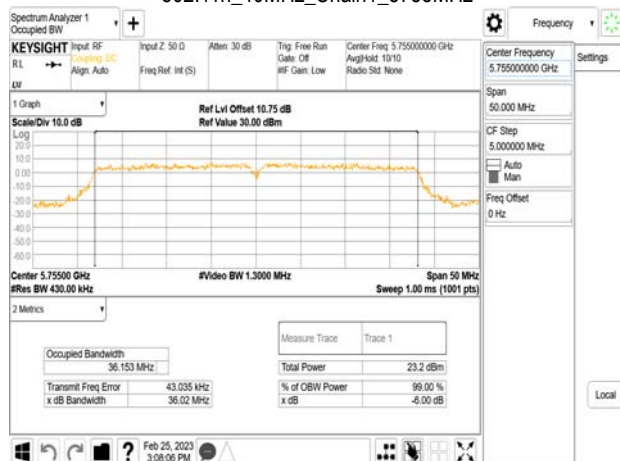 Spectrum Analyzer 1
Occupied BW
Frequency
KEYSIGHT
Input: RF
Coupling: DC
Align: Auto
Input Z: 50 Ω
Freq Ref: Int (S)
Atten: 30 dB
Trig: Free Run
Gate: Off
#IF Gain: Low
Center Freq: 5.755000000 GHz
Avg|Hold: 10/10
Radio Std: None
RL
Center Frequency
5.755000000 GHz
Settings
Span
50.000 MHz
CF Step
5.000000 MHz
Auto
Man
Freq Offset
0 Hz
Local
1 Graph
Scale/Div 10.0 dB
Ref Lvl Offset 10.75 dB
Ref Value 30.00 dBm
Log
20.0
10.0
0.00
-10.0
-20.0
-30.0
-40.0
-50.0
-60.0
Center 5.75500 GHz
#Res BW 430.00 kHz
#Video BW 1.3000 MHz
Span 50 MHz
Sweep 1.00 ms (1001 pts)
2 Metrics
Measure Trace
Trace 1
Occupied Bandwidth
36.153 MHz
Total Power
23.2 dBm
Transmit Freq Error
43.035 kHz
% of OBW Power
99.00 %
x dB Bandwidth
36.02 MHz
x dB
-6.00 dB
Feb 25, 2023
3:08:06 PM